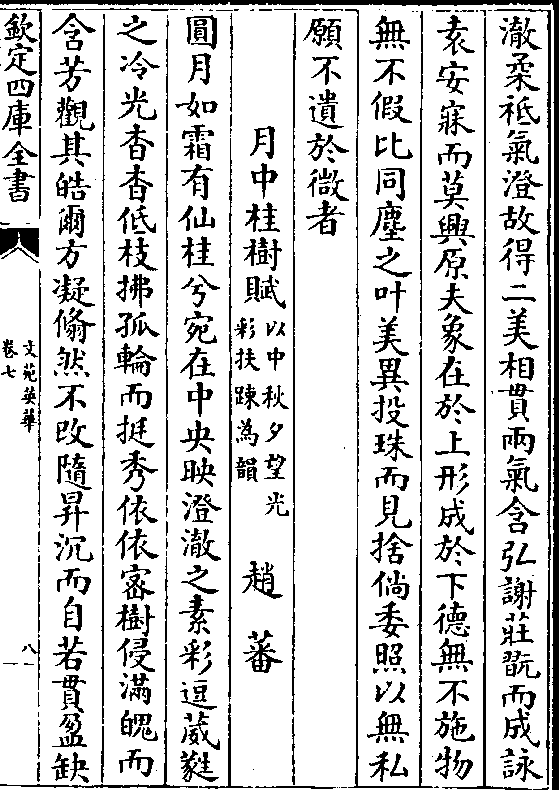 澈柔祗氣澄故得二美相貫兩氣含弘謝莊翫而成詠
袁安寐而莫興原夫象在於上形成於下德無不施物
無不假比同塵之叶美異投珠而見捨倘委照以無私
願不遺於微者
月中桂樹賦 以中秋夕望光彩扶踈為韻 趙蕃
圓月如霜有仙桂兮宛在中央映澄澈之素彩逗葳蕤
之冷光杳杳低枝拂孤輪而挺秀依依密樹侵滿魄而
含芳觀其皓爾方凝翛然不改隨昇沉而自若貫盈缺
欽定四庫全書
文苑英華
卷七
八